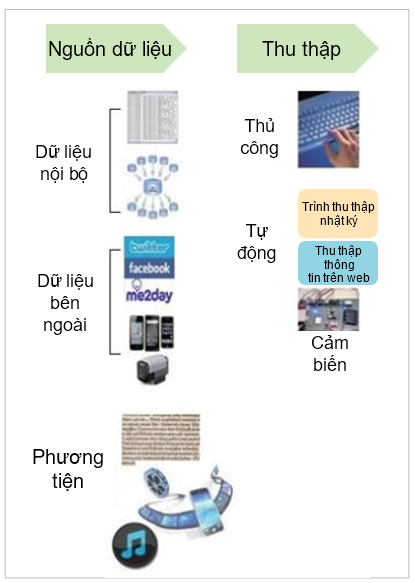 Nguồn dữ liệu
Thu thập
Dữ liệu
nội bộ
Dữ liệu
bên
ngoài
twitter
facebook
me2day
Phương
tiện
Thủ
công
Tự
động
Trình thu thập
nhật ký
Thu thập
thông
tin trên web
Cảm
biến